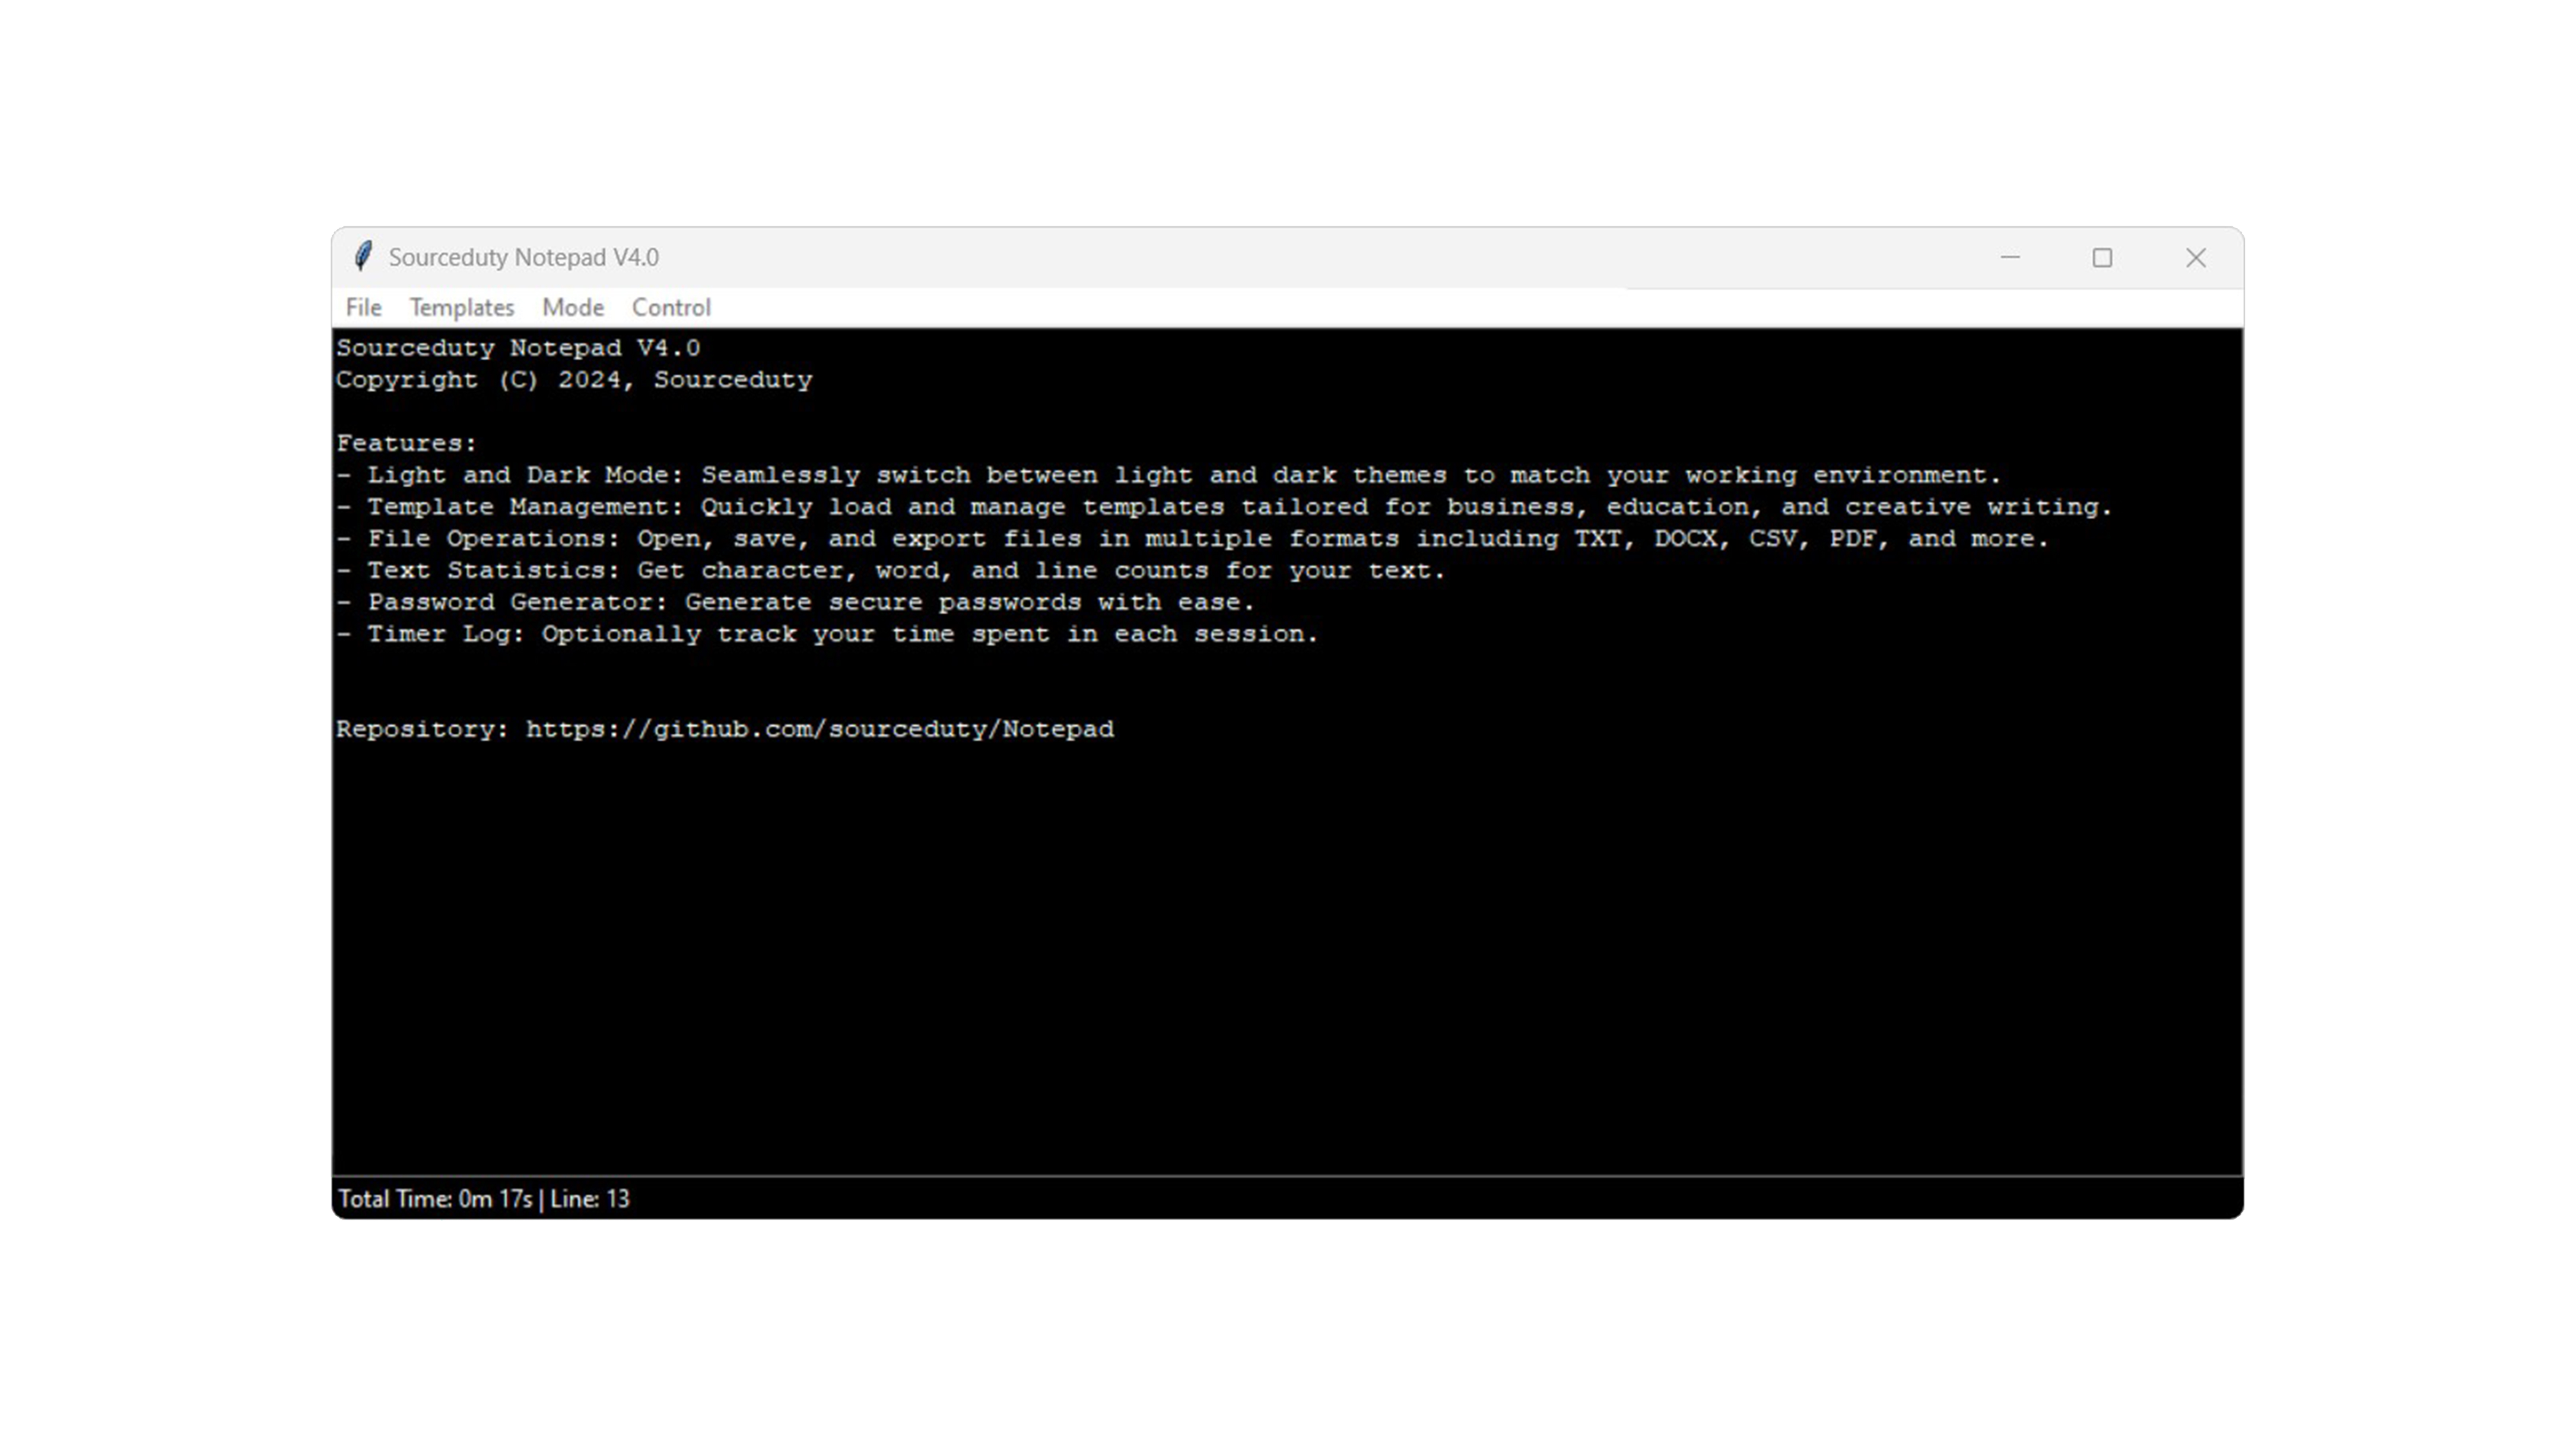 Sourceduty Notepad V4.0
File Templates Mode Control
Sourceduty Notepad V4.0
Copyright (C) 2024, Sourceduty
Features:
- Light and Dark Mode: Seamlessly switch between light and dark themes to match your working environment.
- Template Management: Quickly load and manage templates tailored for business, education, and creative writing.
- File Operations: Open, save, and export files in multiple formats including TXT, DOCX, CSV, PDF, and more.
- Text Statistics: Get character, word, and line counts for your text.
- Password Generator: Generate secure passwords with ease.
- Timer Log: Optionally track your time spent in each session.
Repository: https://github.com/sourceduty/Notepad
Total Time: 0m 17s | Line: 13